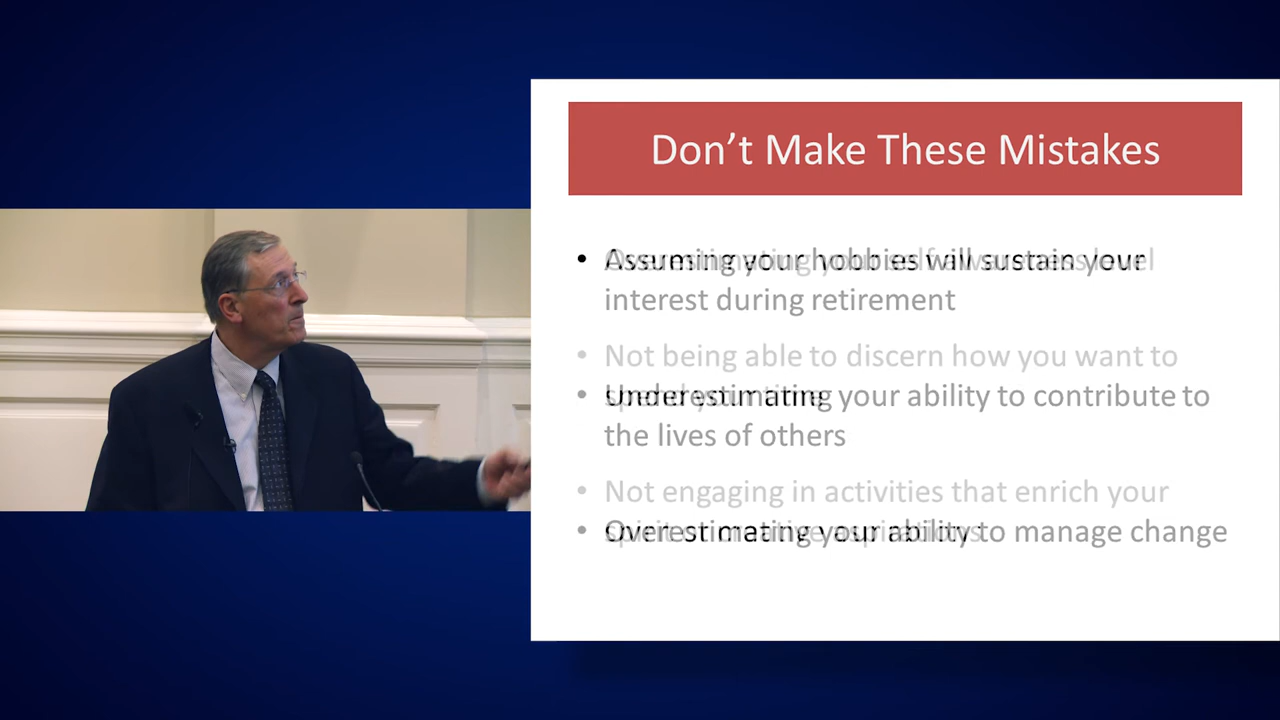 Don't Make These Mistakes
• Assuming your hobbies will sustain your
interest during retirement
• Not being able to discern how you want to
• Underestimating your ability to contribute to
the lives of others
• Not engaging in activities that enrich your
• Overestimating your ability to manage change